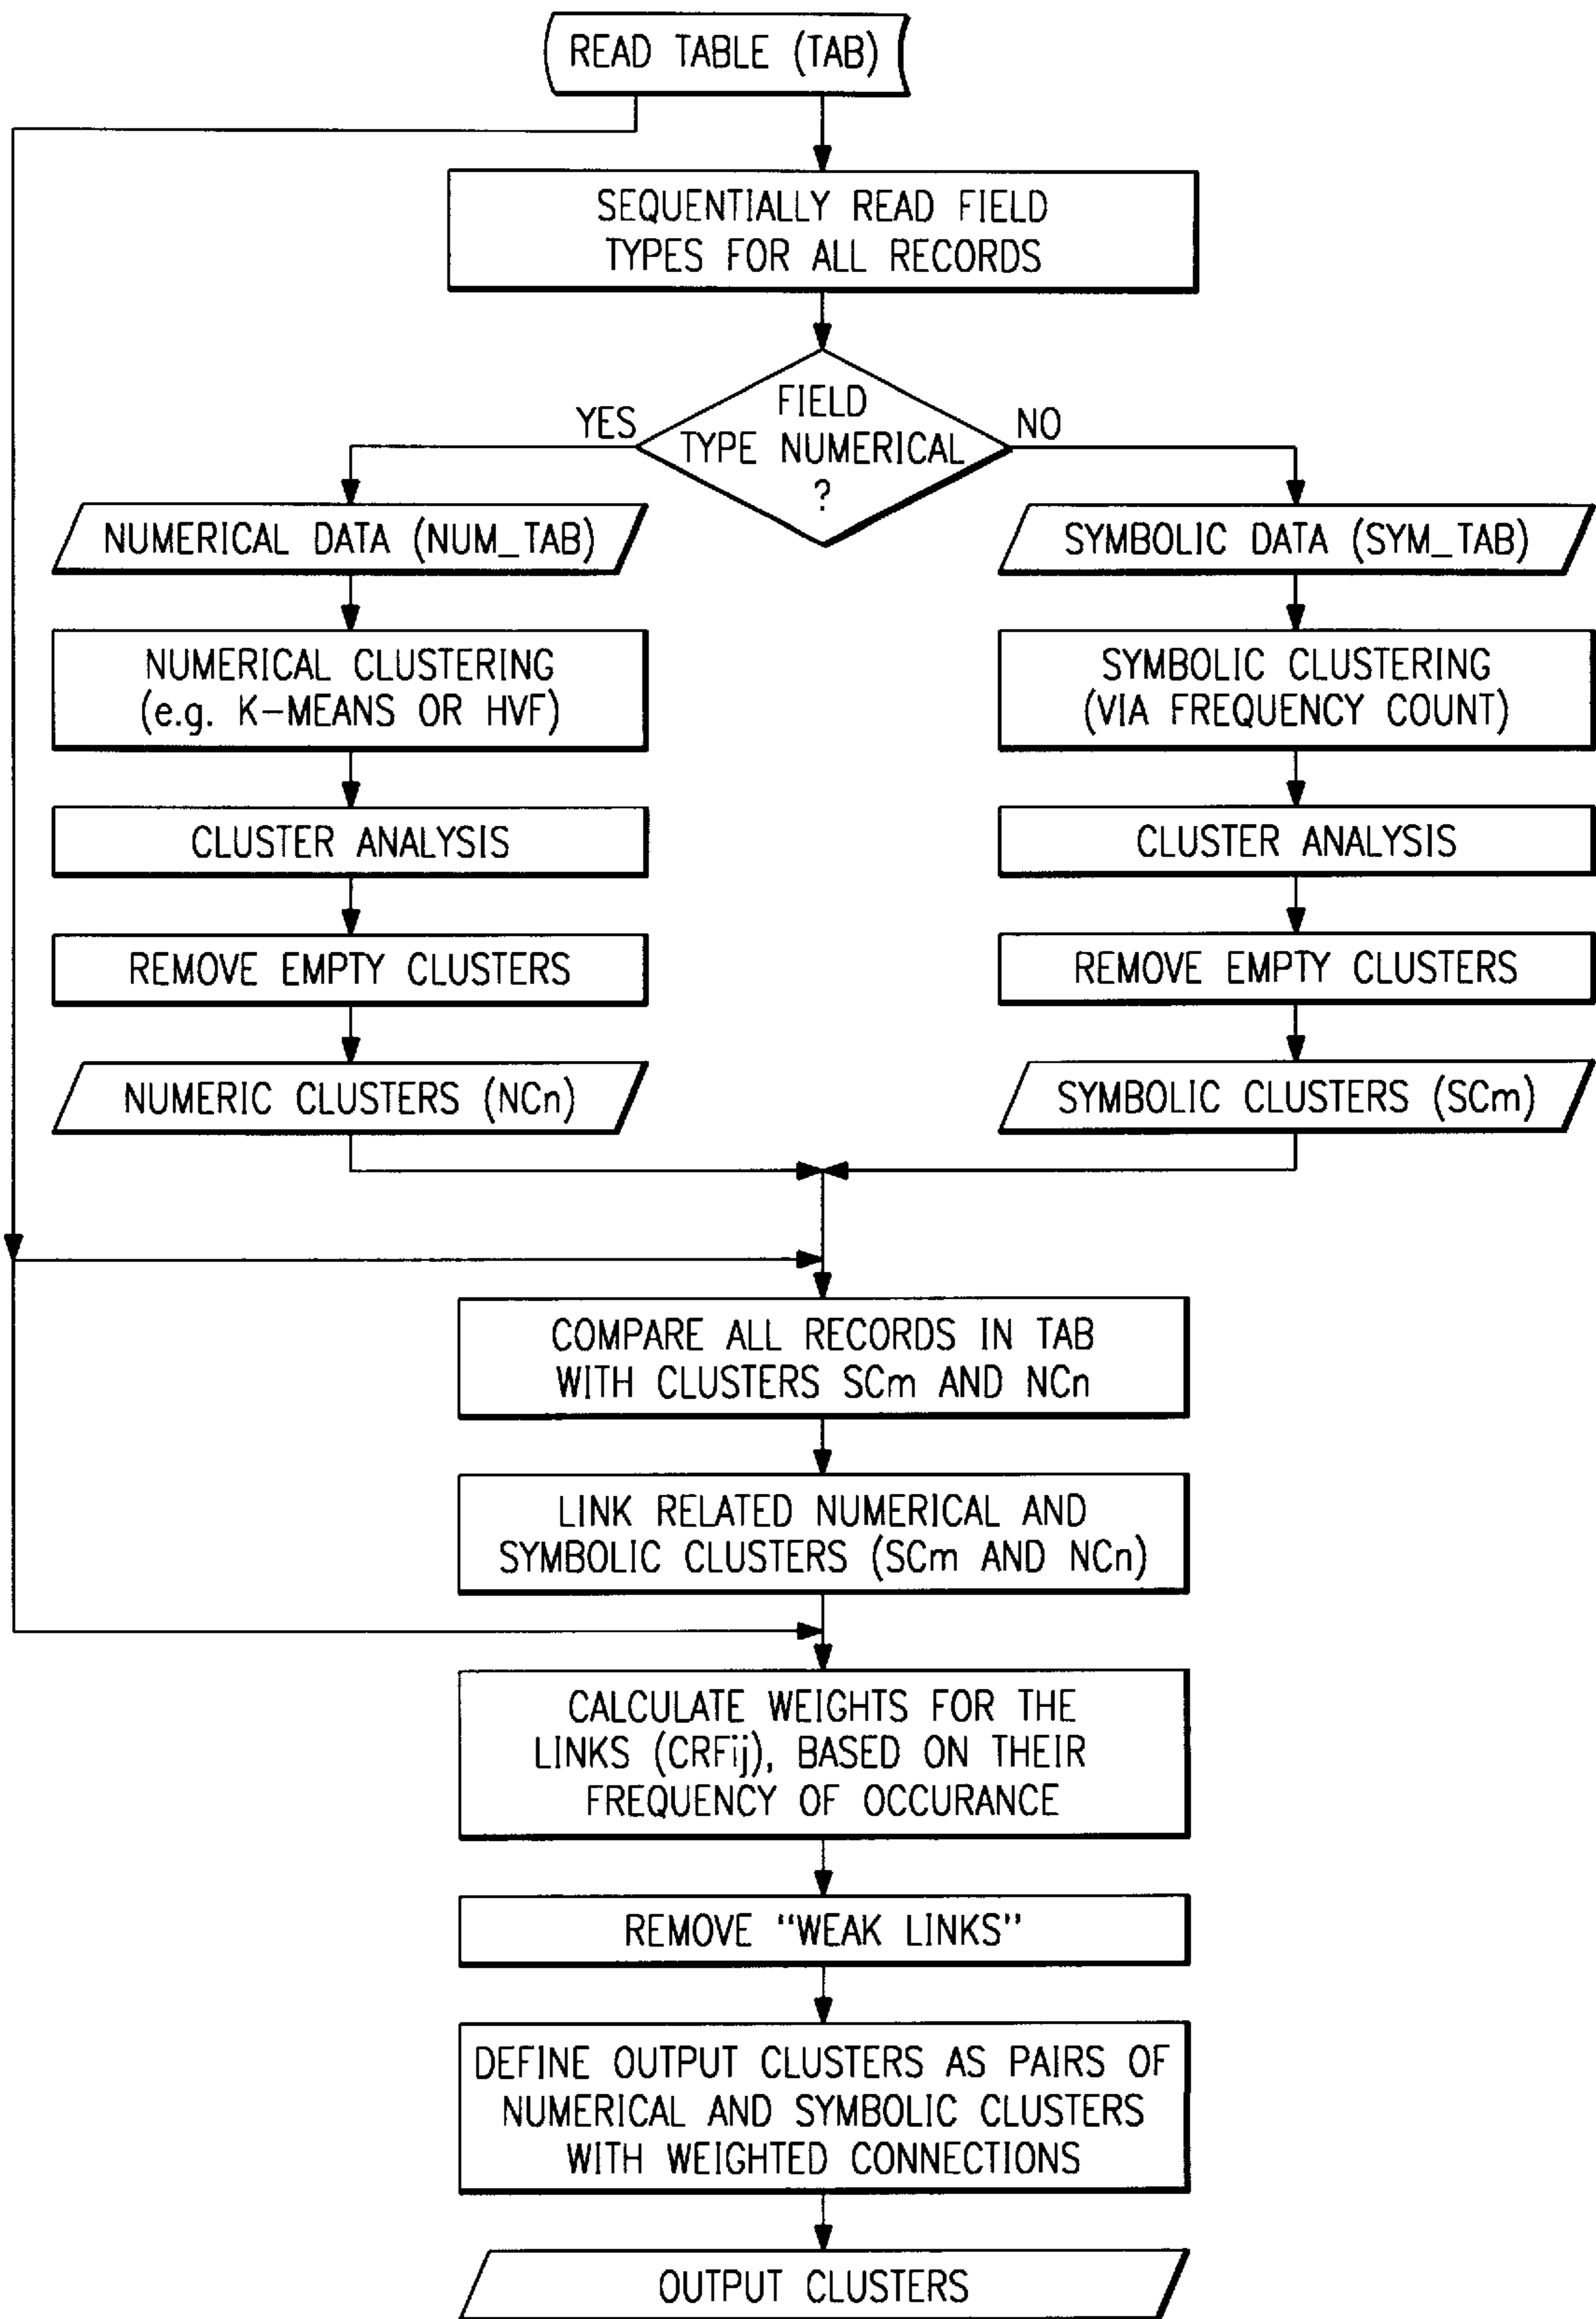 READ TABLE (TAB)
SEQUENTIALLY READ FIELD
TYPES FOR ALL RECORDS
FIELD
TYPE NUMERICAL
?
YES
NO
NUMERICAL DATA (NUM_TAB)
NUMERICAL CLUSTERING
(e.g. K-MEANS OR HVF)
CLUSTER ANALYSIS
REMOVE EMPTY CLUSTERS
NUMERIC CLUSTERS (NCn)
SYMBOLIC DATA (SYM_TAB)
SYMBOLIC CLUSTERING
(VIA FREQUENCY COUNT)
CLUSTER ANALYSIS
REMOVE EMPTY CLUSTERS
SYMBOLIC CLUSTERS (SCm)
COMPARE ALL RECORDS IN TAB
WITH CLUSTERS SCm AND NCn
LINK RELATED NUMERICAL AND
SYMBOLIC CLUSTERS (SCm AND NCn)
CALCULATE WEIGHTS FOR THE
LINKS (CRFij), BASED ON THEIR
FREQUENCY OF OCCURANCE
REMOVE “WEAK LINKS”
DEFINE OUTPUT CLUSTERS AS PAIRS OF
NUMERICAL AND SYMBOLIC CLUSTERS
WITH WEIGHTED CONNECTIONS
OUTPUT CLUSTERS